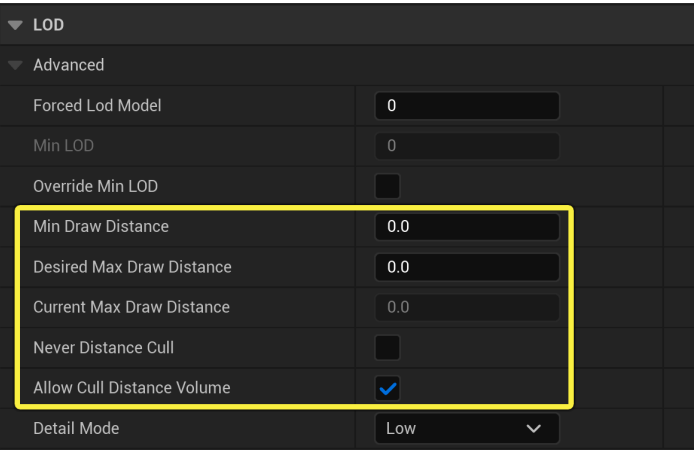 LOD
Advanced
Forced Lod Model 0
Min LOD 0
Override Min LOD
Min Draw Distance 0.0
Desired Max Draw Distance 0.0
Current Max Draw Distance 0.0
Never Distance Cull
Allow Cull Distance Volume
Detail Mode Low